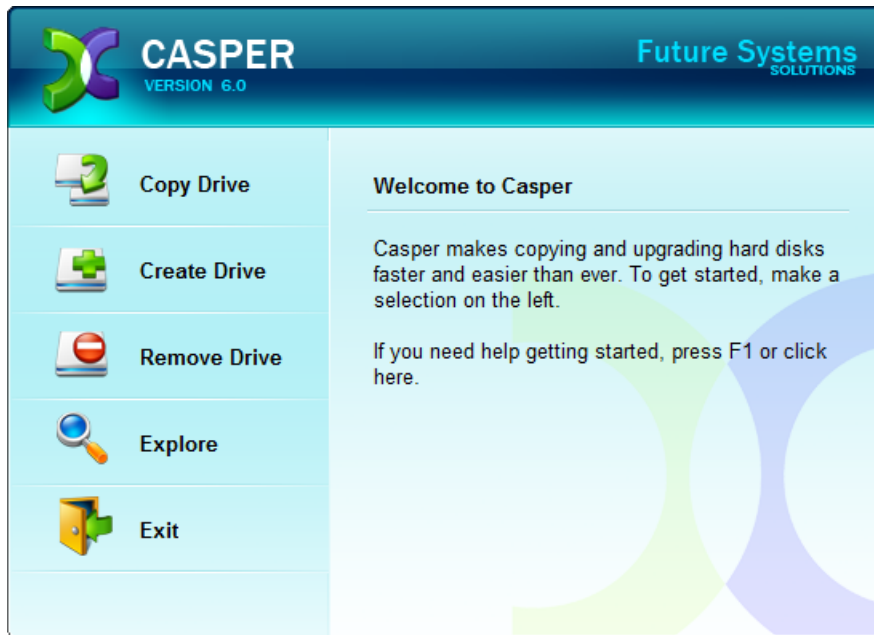 CASPER
VERSION 6.0
Future Systems
SOLUTIONS
Copy Drive
Create Drive
Remove Drive
Explore
Exit
Welcome to Casper
Casper makes copying and upgrading hard disks
faster and easier than ever. To get started, make a
selection on the left.
If you need help getting started, press F1 or click
here.